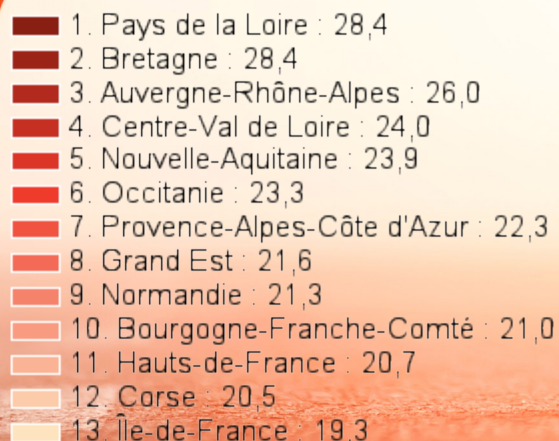 1. Pays de la Loire : 28,4
2. Bretagne : 28,4
3. Auvergne-Rhône-Alpes : 26,0
4. Centre-Val de Loire : 24,0
5. Nouvelle-Aquitaine : 23,9
6. Occitanie : 23,3
7. Provence-Alpes-Côte d'Azur : 22,3
8. Grand Est : 21,6
9. Normandie : 21,3
10. Bourgogne-Franche-Comté : 21,0
11. Hauts-de-France : 20,7
12. Corse : 20,5
13. Île-de-France : 19,3